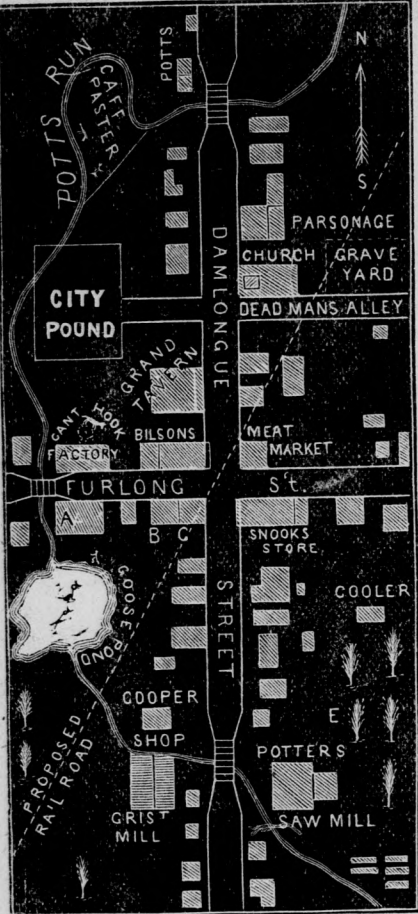 POTTS
RUN
POTTS
CAFF
PASTER
N
S
PARSONAGE
CHURCH
GRAVE
YARD
DEAD MANS ALLEY
DAMLONGUE
STREET
CITY
POUND
GRAND
TAVERN
CANT HOOK
FACTORY
BILSONS
MEAT
MARKET
FURLONG St.
A
B C
SNOOKS
STORE
GOOSE POND
COOLER
E
COOPER
SHOP
GRIST
MILL
POTTERS
SAW MILL
PROPOSED
RAIL ROAD